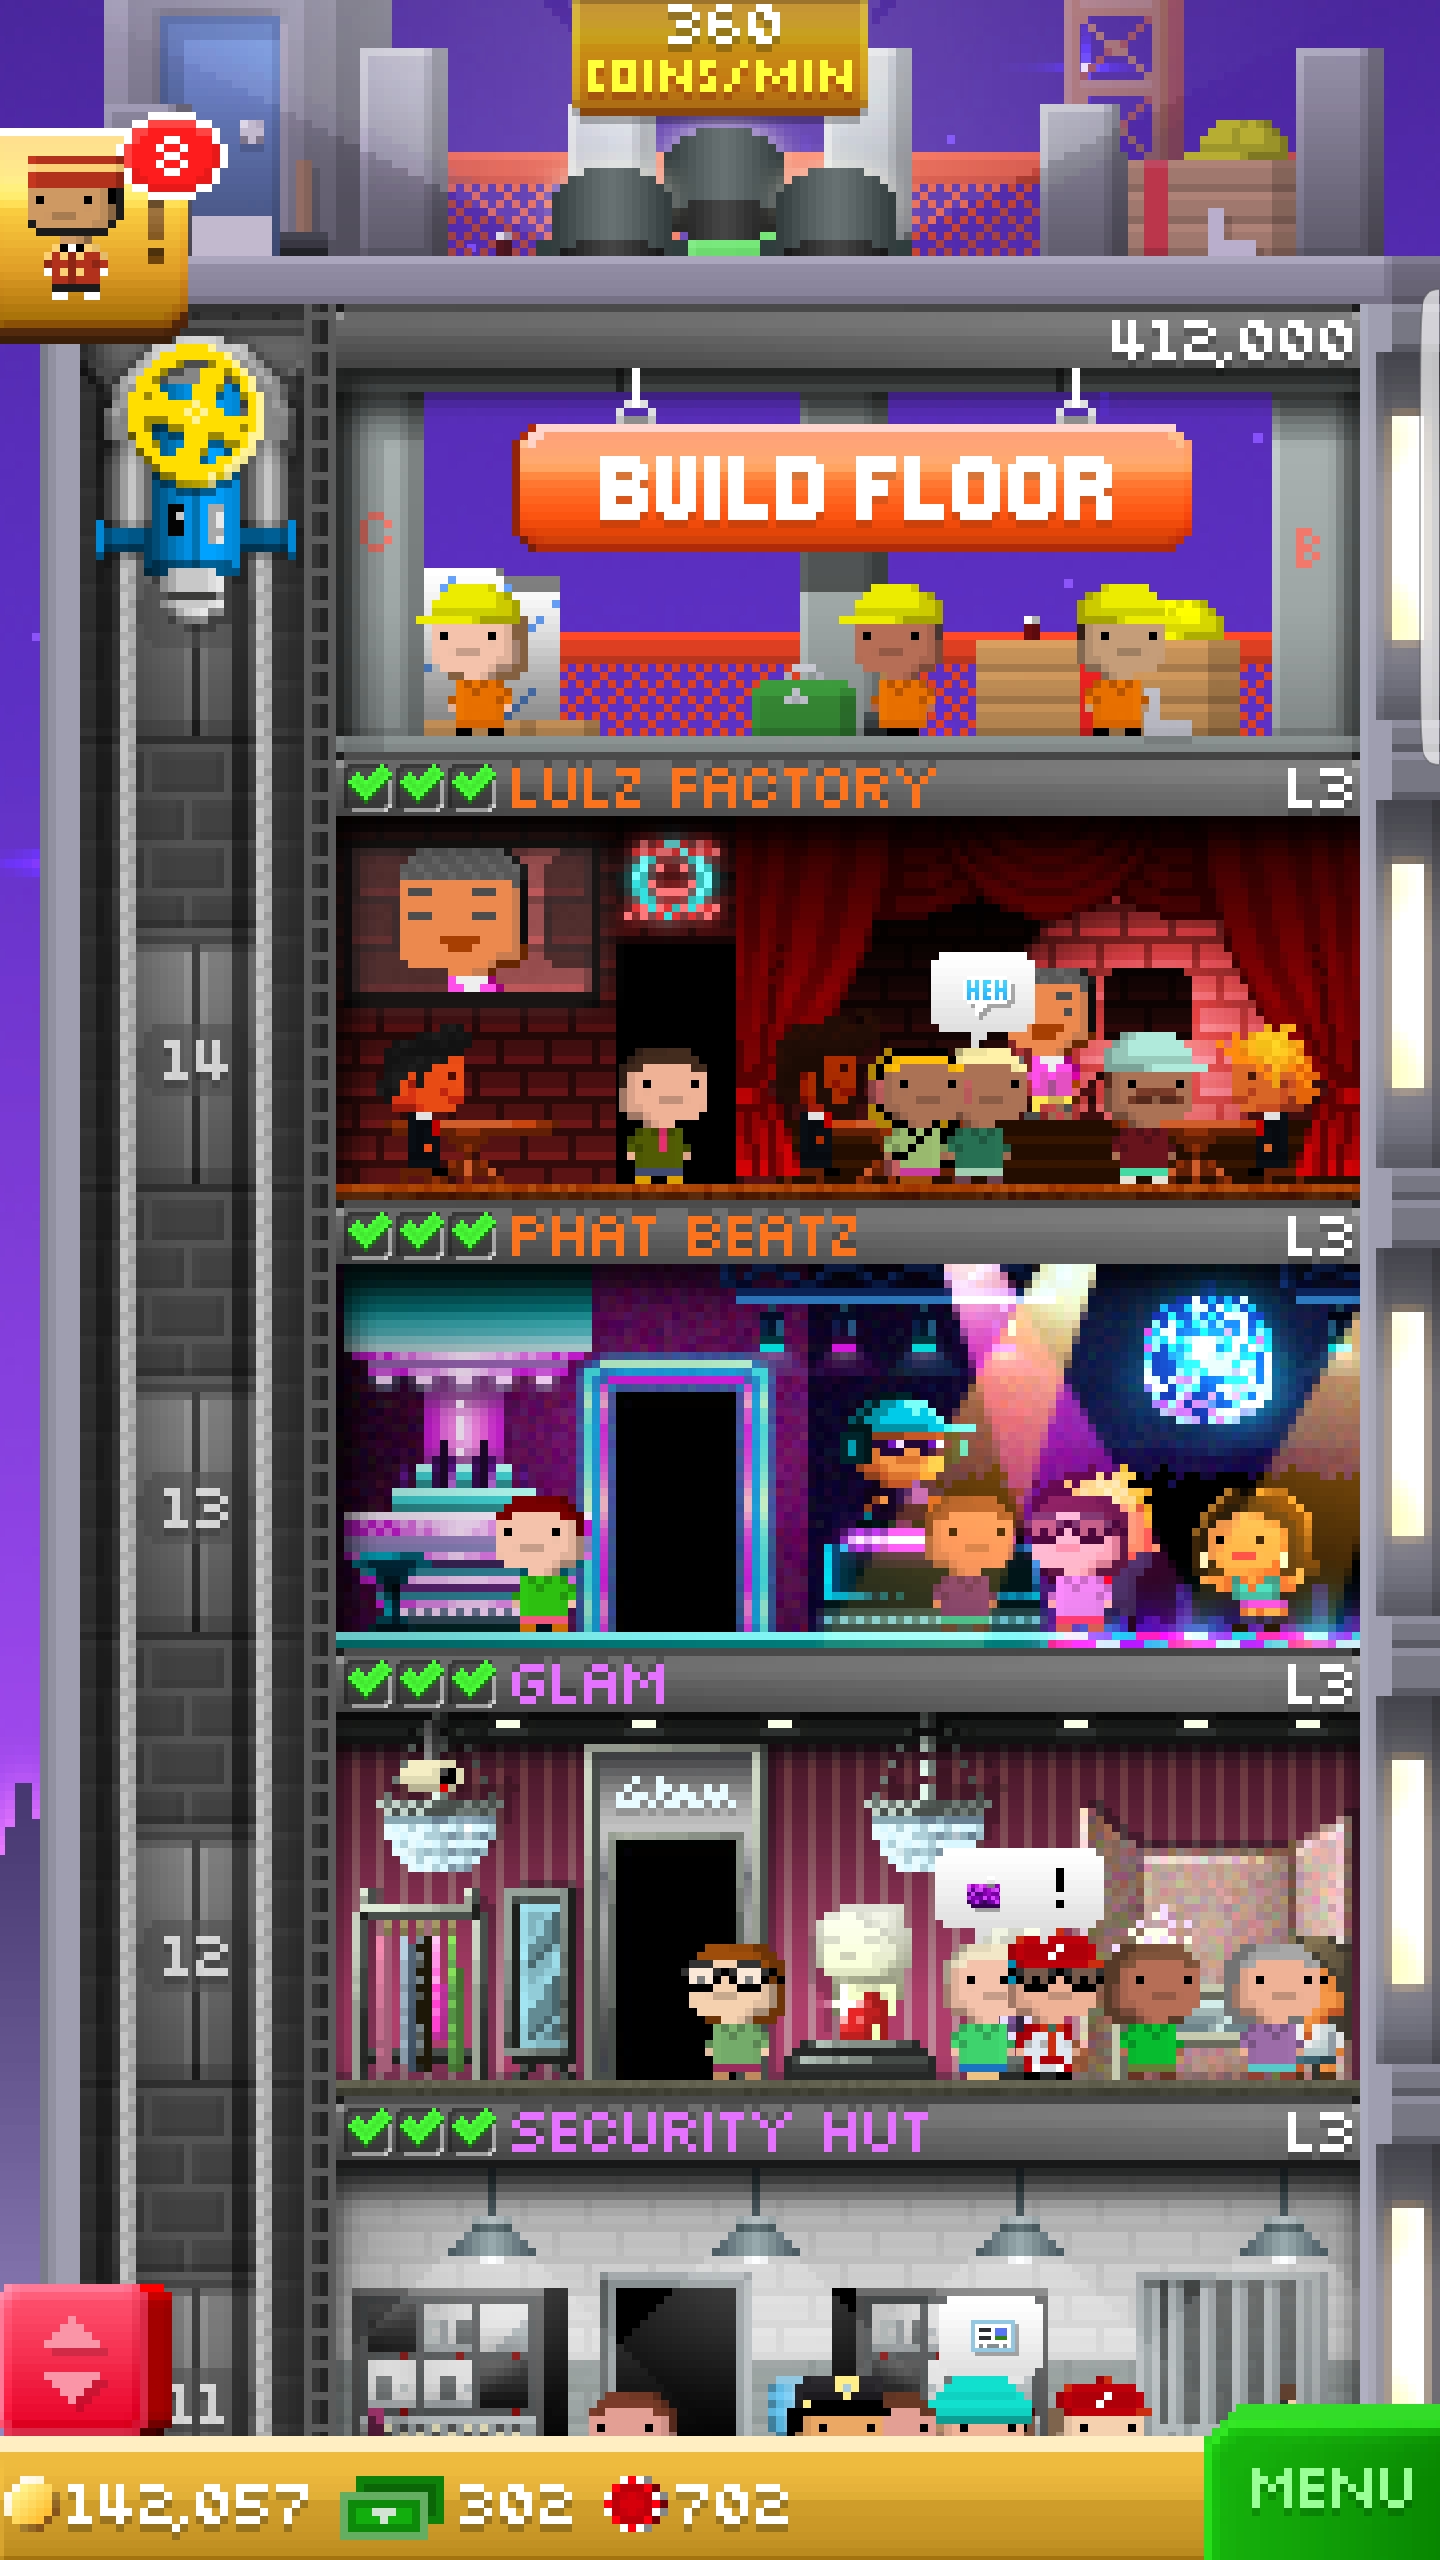 360
COINS/MIN
8
!
412,000
BUILD FLOOR
C
B
LULZ FACTORY L3
HEH
14
PHAT BEATZ L3
13
GLAM L3
Glam
!
12
SECURITY HUT L3
11
142,057 302 702
MENU